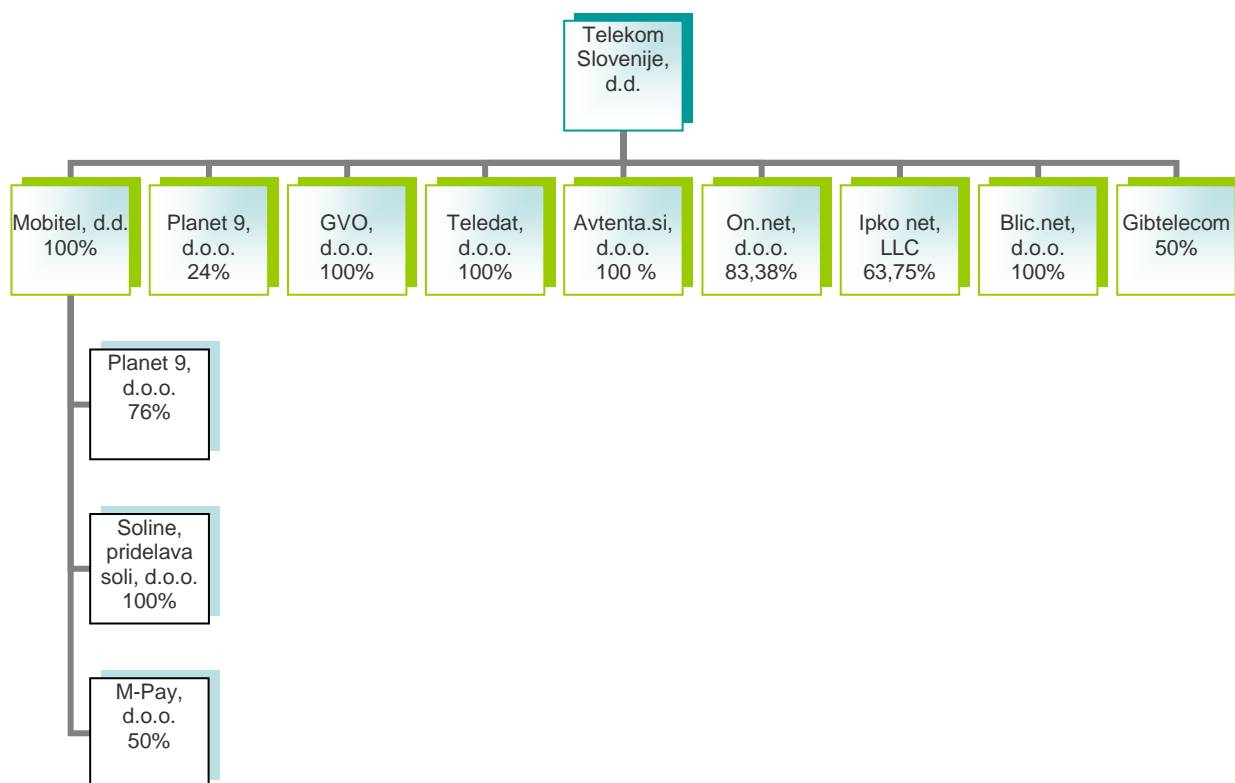 Telekom
Slovenije,
d.d.
Mobitel, d.d.
100%
Planet 9,
d.o.o.
24%
GVO,
d.o.o.
100%
Teledat,
d.o.o.
100%
Avtenta.si,
d.o.o.
100 %
On.net,
d.o.o.
83,38%
Ipko net,
LLC
63,75%
Blic.net,
d.o.o.
100%
Gibtelecom
50%
Planet 9,
d.o.o.
76%
Soline,
pridelava
soli, d.o.o.
100%
M-Pay,
d.o.o.
50%